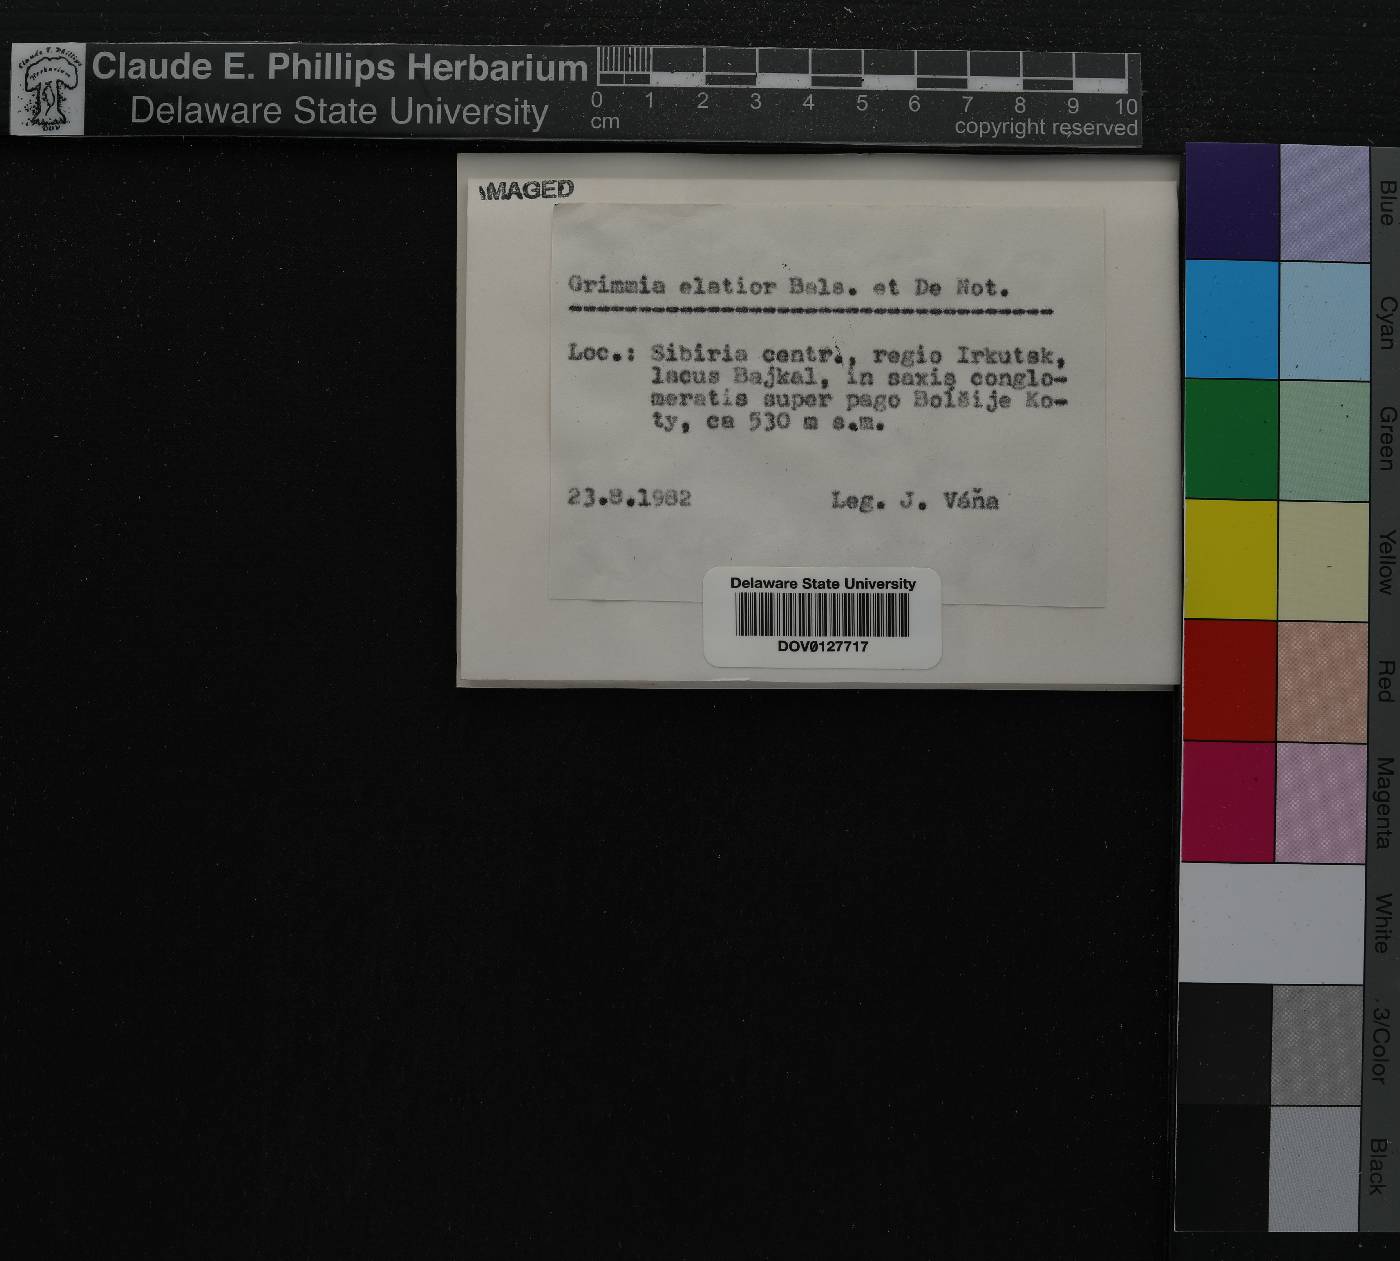 Claude E. Phillips Herbarium
Delaware State University
0 1 2 3 4 5 6 7 8 9 10
cm
copyright reserved
IMAGED
Grimmia elatior Bals. et De Not.
Loc.: Sibiria centr., regio Irkutsk,
lacus Bajkal, in saxis conglo-
meratis super pago Bolšije Ko-
ty, ca 530 m s.m.
23.8.1982 Leg. J. Váňa
Delaware State University
DOV0127717
Blue
Cyan
Green
Yellow
Red
Magenta
White
.3/Color
Black